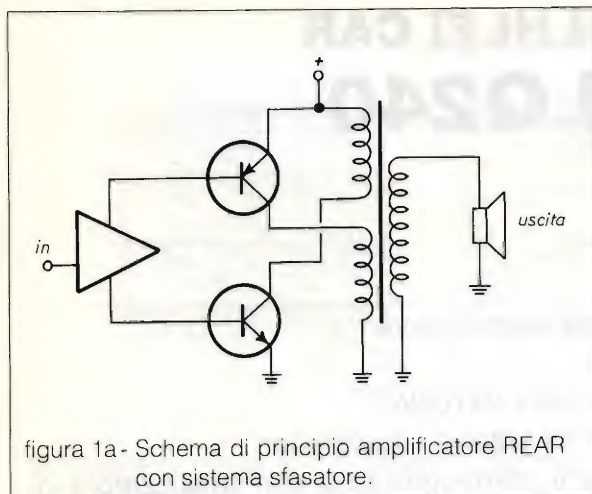 +
in
uscita
figura 1a - Schema di principio amplificatore REAR
con sistema sfasatore.